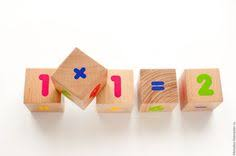 1 × 1 = 2